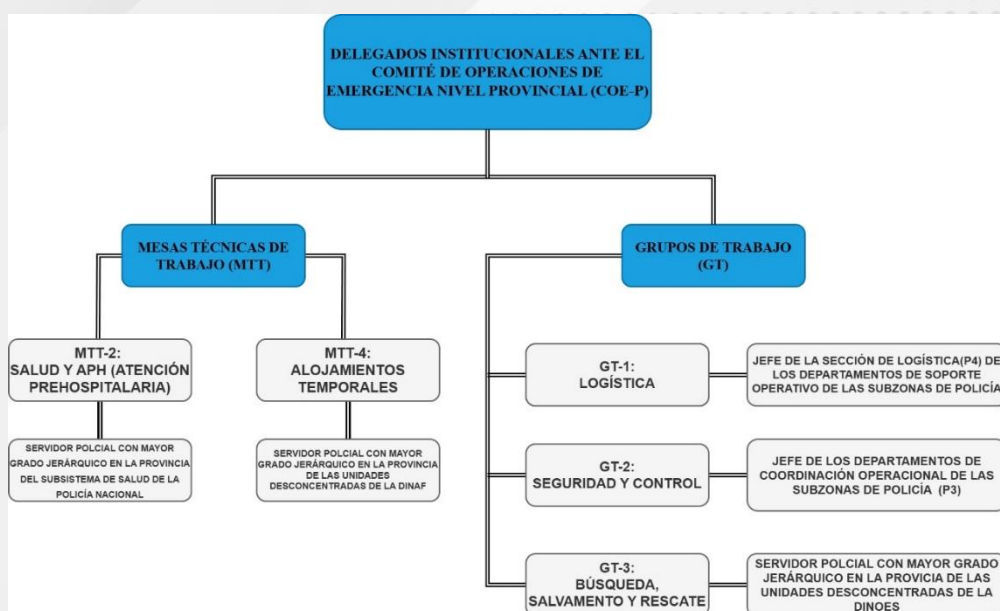 DELEGADOS INSTITUCIONALES ANTE EL
COMITÉ DE OPERACIONES DE
EMERGENCIA NIVEL PROVINCIAL (COE-P)
MESAS TÉCNICAS DE
TRABAJO (MTT)
GRUPOS DE TRABAJO
(GT)
MTT-2:
SALUD Y APH (ATENCIÓN
PREHOSPITALARIA)
MTT-4:
ALOJAMIENTOS
TEMPORALES
SERVIDOR POLCIAL CON MAYOR
GRADO JERÁRQUICO EN LA PROVINCIA
DEL SUBSISTEMA DE SALUD DE LA
POLICÍA NACIONAL
SERVIDOR POLCIAL CON MAYOR
GRADO JERÁRQUICO EN LA PROVINCIA
DE LAS UNIDADES
DESCONCENTRADAS DE LA DINAF
GT-1:
LOGÍSTICA
JEFE DE LA SECCIÓN DE LOGÍSTICA(P4) DE
LOS DEPARTAMENTOS DE SOPORTE
OPERATIVO DE LAS SUBZONAS DE POLICÍA
GT-2:
SEGURIDAD Y CONTROL
JEFE DE LOS DEPARTAMENTOS DE
COORDINACIÓN OPERACIONAL DE LAS
SUBZONAS DE POLICÍA (P3)
GT-3:
BÚSQUEDA,
SALVAMENTO Y RESCATE
SERVIDOR POLCIAL CON MAYOR GRADO
JERÁRQUICO EN LA PROVICIA DE LAS
UNIDADES DESCONCENTRADAS DE LA
DINOES